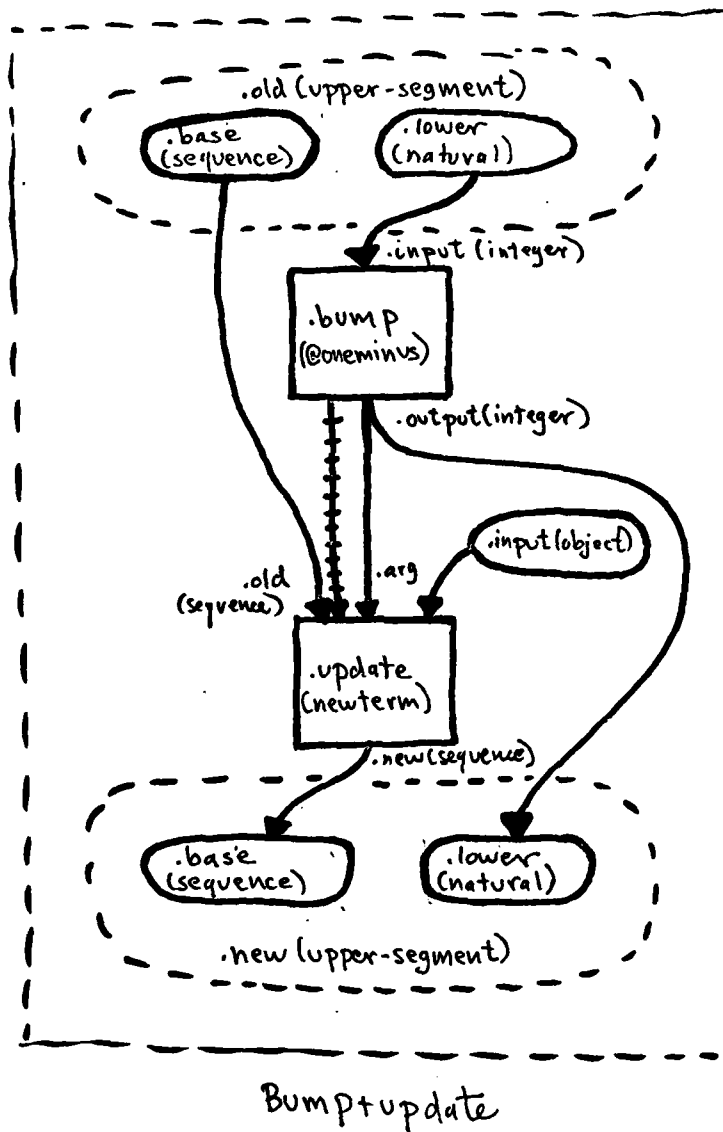 .old (upper-segment)
.base
(sequence)
.lower
(natural)
.input (integer)
.bump
(@oneminus)
.output (integer)
.input (object)
.old
(sequence)
.arg
.update
(newterm)
.new (sequence)
.base
(sequence)
.lower
(natural)
.new (upper-segment)
Bump+update